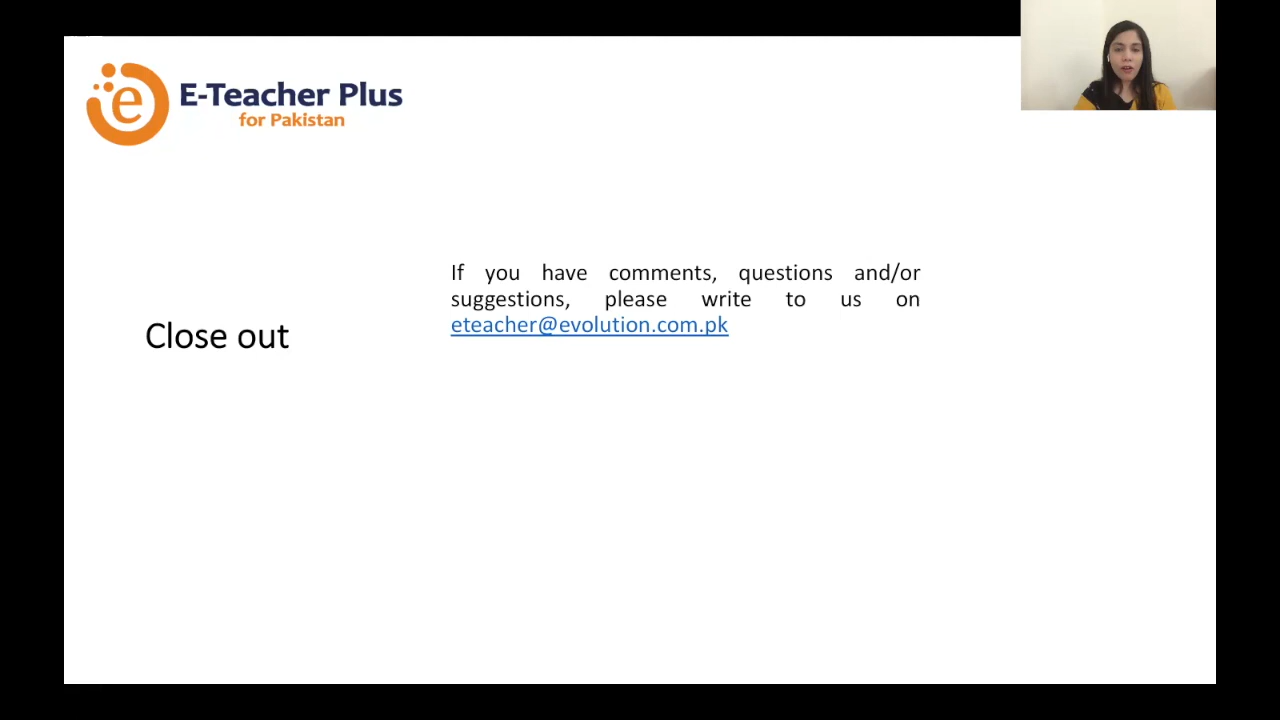 e
E-Teacher Plus
for Pakistan
If you have comments, questions and/or
suggestions, please write to us on
eteacher@evolution.com.pk
Close out